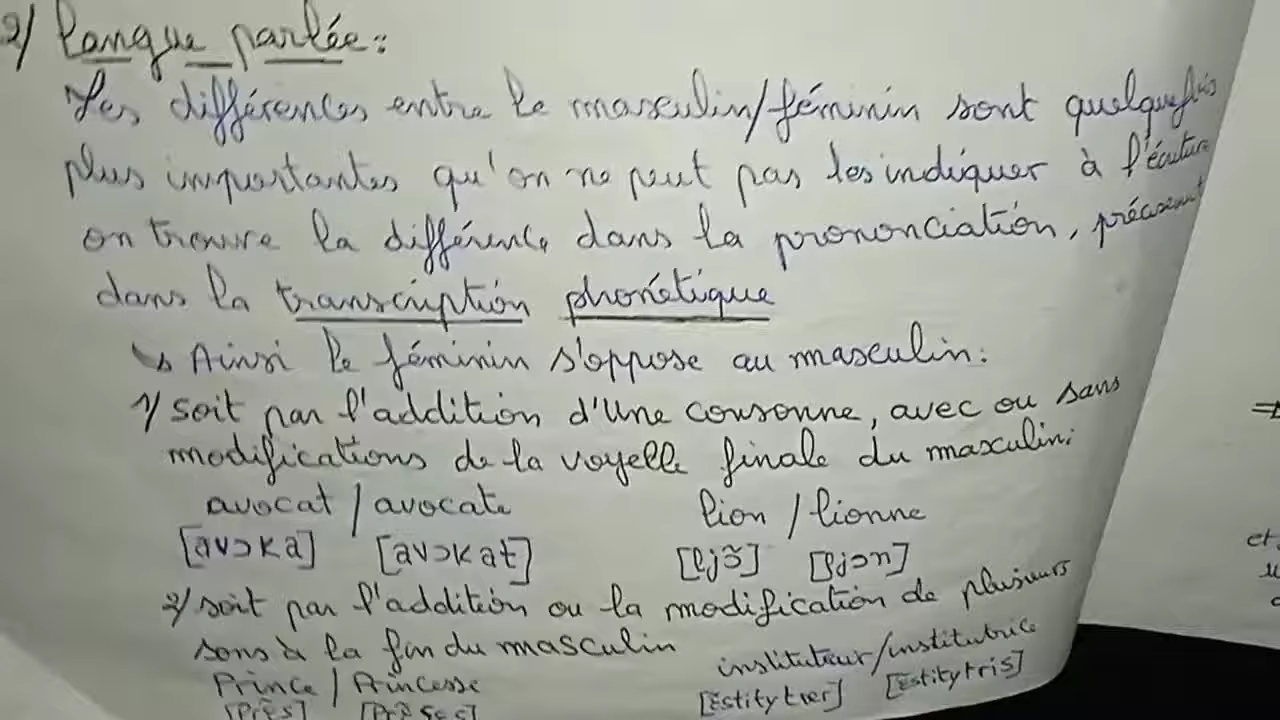 2/ Langue parlée:
Les différences entre le masculin/féminin sont quelquefois
plus importantes qu'on ne peut pas les indiquer à l'écriture
on trouve la différence dans la prononciation, précisement
dans la transcription phonétique
↳ Ainsi le féminin s'oppose au masculin:
1/ soit par l'addition d'une consonne, avec ou sans
modifications de la voyelle finale du masculin:
avocat / avocate lion / lionne
[avɔka] [avɔkat] [ljɔ̃] [ljɔn]
2/ soit par l'addition ou la modification de plusieurs
sons à la fin du masculin
instituteur/institutrice
Prince / Princesse
[ɛ̃stitytœr] [ɛ̃stitytris]
et